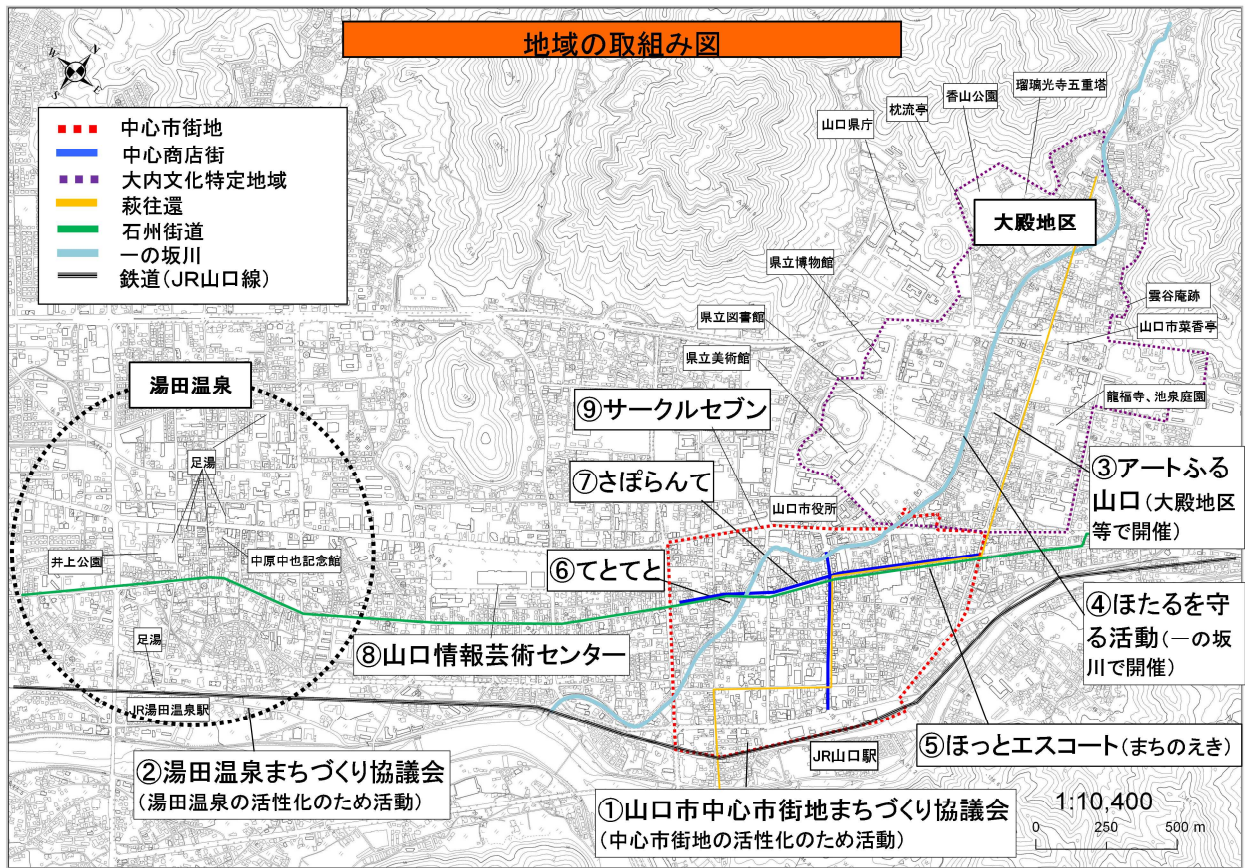 地域の取組み図
N
W
E
S
中心市街地
中心商店街
大内文化特定地域
萩往還
石州街道
一の坂川
鉄道(JR山口線)
瑠璃光寺五重塔
香山公園
枕流亭
山口県庁
大殿地区
県立博物館
雲谷庵跡
県立図書館
山口市菜香亭
県立美術館
湯田温泉
龍福寺、池泉庭園
⑨サークルセブン
足湯
③アートふる
山口(大殿地区
等で開催)
⑦さぽらんて
山口市役所
井上公園
中原中也記念館
⑥てとてと
④ほたるを守
る活動(一の坂
川で開催)
足湯
⑧山口情報芸術センター
JR湯田温泉駅
⑤ほっとエスコート(まちのえき)
JR山口駅
②湯田温泉まちづくり協議会
(湯田温泉の活性化のため活動)
①山口市中心市街地まちづくり協議会
(中心市街地の活性化のため活動)
1:10,400
0 250 500 m